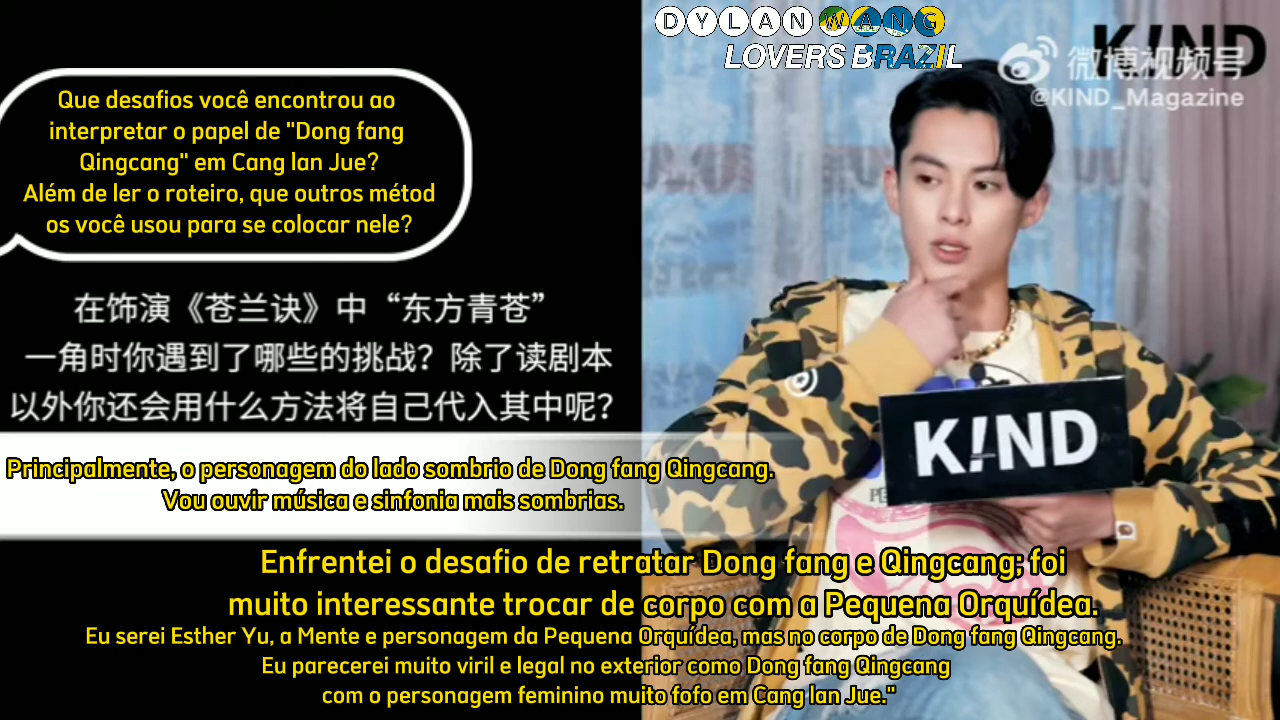 DYLAN WANG
LOVERS BRAZIL
KIND
微博视频号
@KIND_Magazine
Que desafios você encontrou ao
interpretar o papel de "Dong fang
Qingcang" em Cang lan Jue?
Além de ler o roteiro, que outros métod
os você usou para se colocar nele?
在饰演《苍兰诀》中“东方青苍”
一角时你遇到了哪些的挑战？除了读剧本
以外你还会用什么方法将自己代入其中呢？
K!ND
Principalmente, o personagem do lado sombrio de Dong fang Qingcang.
Vou ouvir música e sinfonia mais sombrias.
Enfrentei o desafio de retratar Dong fang e Qingcang; foi
muito interessante trocar de corpo com a Pequena Orquídea.
Eu serei Esther Yu, a Mente e personagem da Pequena Orquídea, mas no corpo de Dong fang Qingcang.
Eu parecerei muito viril e legal no exterior como Dong fang Qingcang
com o personagem feminino muito fofo em Cang lan Jue."